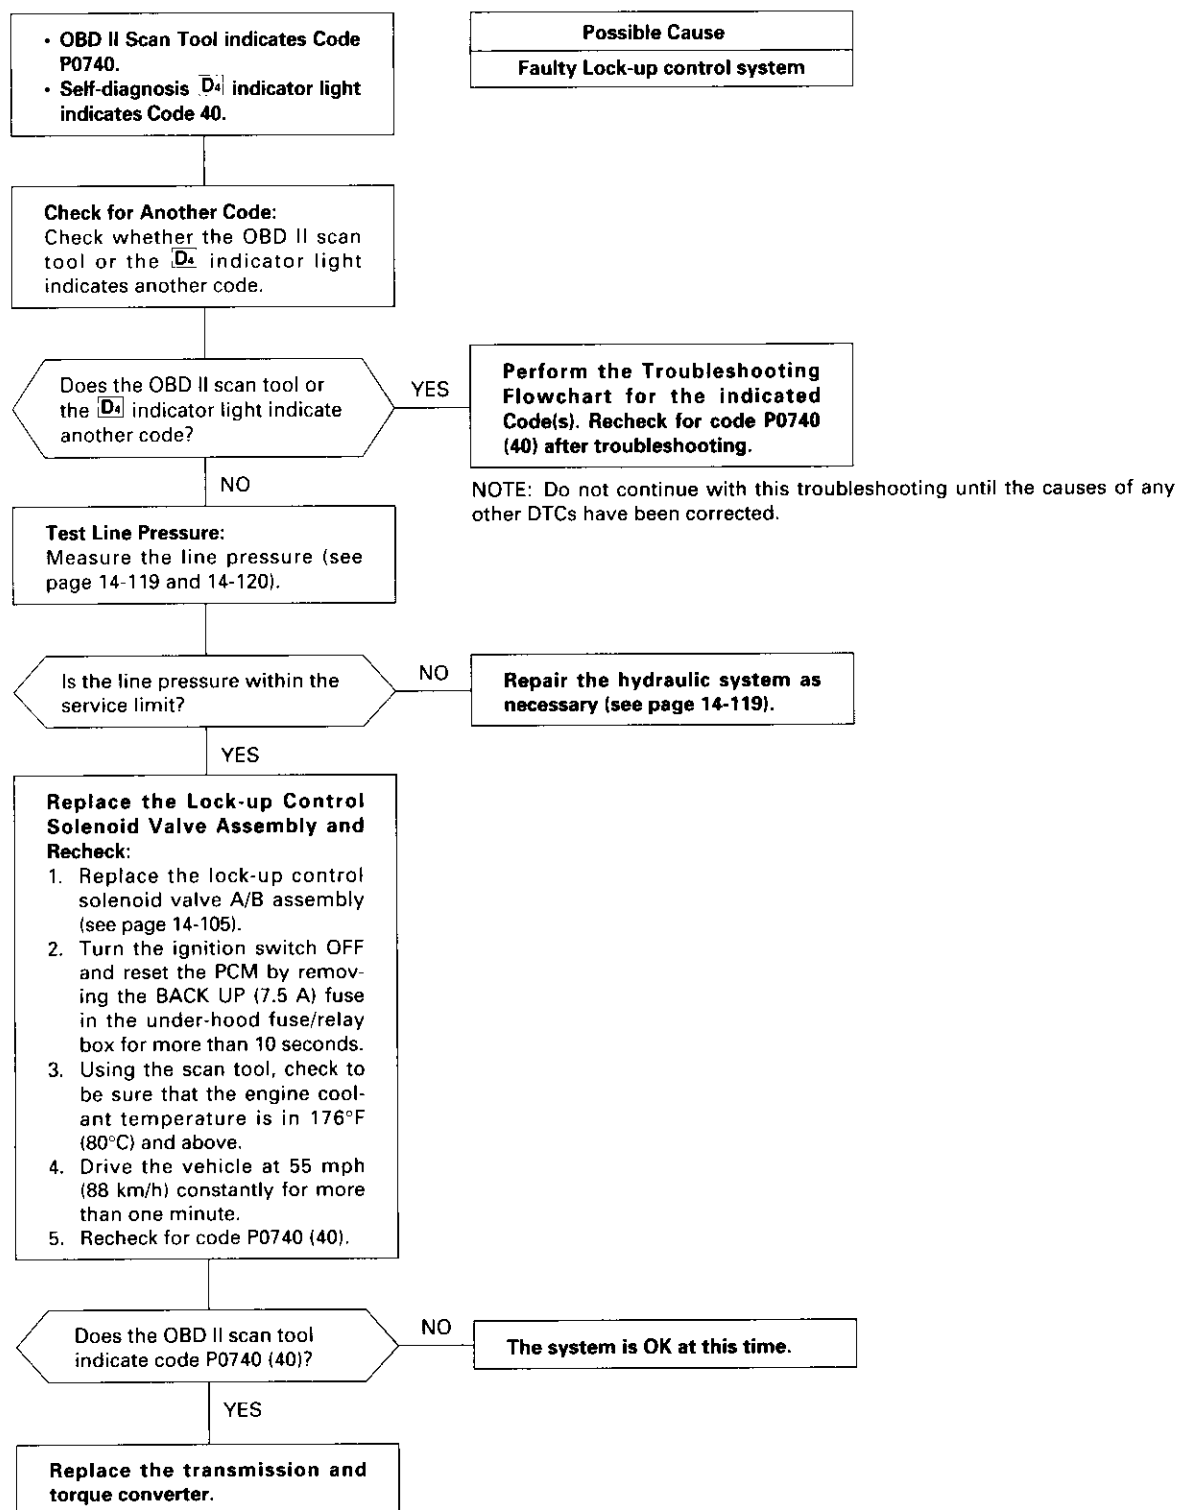 • OBD II Scan Tool indicates Code
P0740.
• Self-diagnosis D4 indicator light
indicates Code 40.
Possible Cause
Faulty Lock-up control system
Check for Another Code:
Check whether the OBD II scan
tool or the D4 indicator light
indicates another code.
Does the OBD II scan tool or
the D4 indicator light indicate
another code?
YES
Perform the Troubleshooting
Flowchart for the indicated
Code(s). Recheck for code P0740
(40) after troubleshooting.
NO
NOTE: Do not continue with this troubleshooting until the causes of any
other DTCs have been corrected.
Test Line Pressure:
Measure the line pressure (see
page 14-119 and 14-120).
Is the line pressure within the
service limit?
NO
Repair the hydraulic system as
necessary (see page 14-119).
YES
Replace the Lock-up Control
Solenoid Valve Assembly and
Recheck:
1. Replace the lock-up control
solenoid valve A/B assembly
(see page 14-105).
2. Turn the ignition switch OFF
and reset the PCM by remov-
ing the BACK UP (7.5 A) fuse
in the under-hood fuse/relay
box for more than 10 seconds.
3. Using the scan tool, check to
be sure that the engine cool-
ant temperature is in 176°F
(80°C) and above.
4. Drive the vehicle at 55 mph
(88 km/h) constantly for more
than one minute.
5. Recheck for code P0740 (40).
Does the OBD II scan tool
indicate code P0740 (40)?
NO
The system is OK at this time.
YES
Replace the transmission and
torque converter.